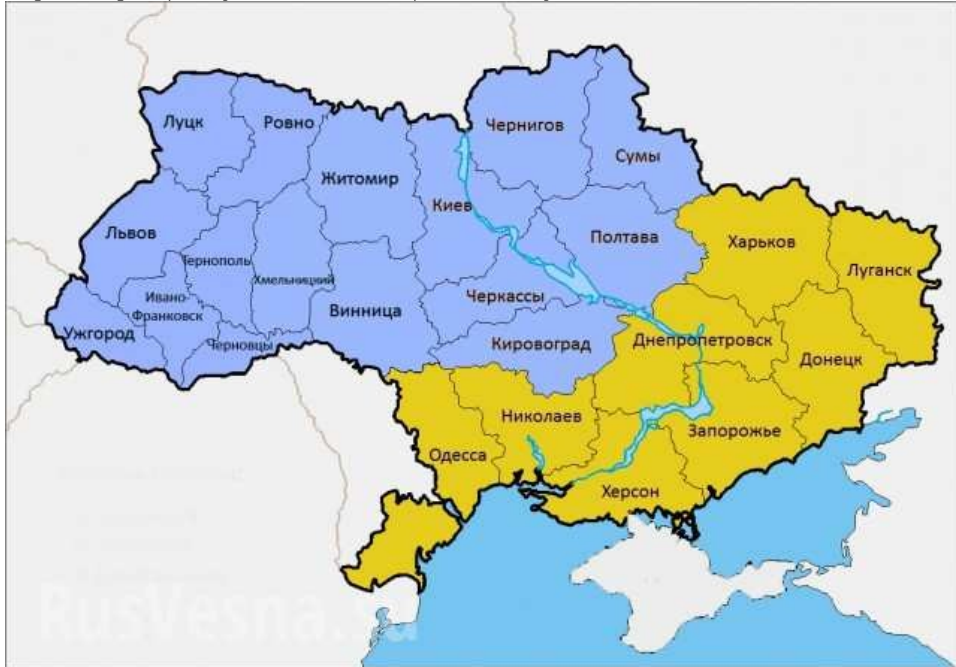 Луцк
Ровно
Чернигов
Сумы
Житомир
Киев
Львов
Полтава
Харьков
Тернополь
Хмельницкий
Луганск
Ивано-
Франковск
Винница
Черкассы
Ужгород
Черновцы
Кировоград
Днепропетровск
Донецк
Николаев
Запорожье
Одесса
Херсон
RusVesna.su